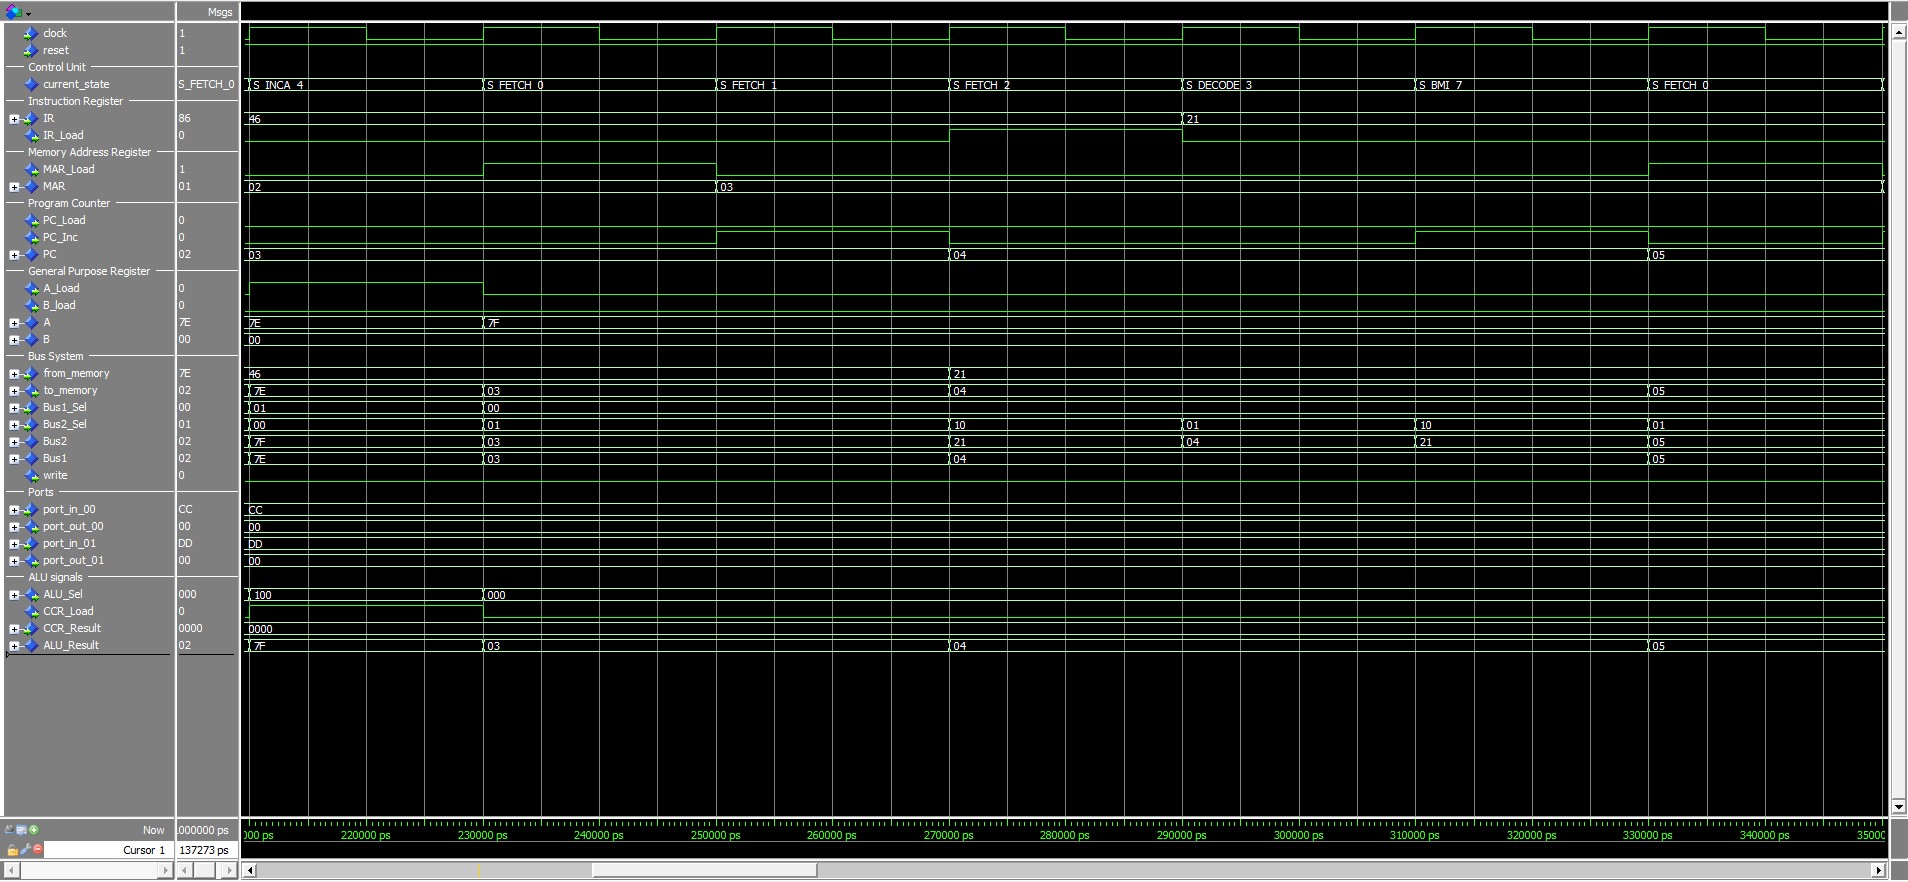 Msgs
clock 1
reset 1
Control Unit
current_state S_FETCH_0 S_INCA_4 S_FETCH_0 S_FETCH_1 S_FETCH_2 S_DECODE_3 S_BMI_7 S_FETCH_0
Instruction Register
IR 86 46 21
IR_Load 0
Memory Address Register
MAR_Load 1
MAR 01 02 03
Program Counter
PC_Load 0
PC_Inc 0
PC 02 03 04 05
General Purpose Register
A_Load 0
B_load 0
A 7E 7E 7F
B 00 00
Bus System
from_memory 7E 46 21
to_memory 02 7E 03 04 05
Bus1_Sel 00 01 00
Bus2_Sel 01 00 01 10 01 10 01
Bus2 02 7F 03 21 04 21 05
Bus1 02 7E 03 04 05
write 0
Ports
port_in_00 CC CC
port_out_00 00 00
port_in_01 DD DD
port_out_01 00 00
ALU signals
ALU_Sel 000 100 000
CCR_Load 0
CCR_Result 0000 0000
ALU_Result 02 7F 03 04 05
Now 000000 ps 000 ps 220000 ps 230000 ps 240000 ps 250000 ps 260000 ps 270000 ps 280000 ps 290000 ps 300000 ps 310000 ps 320000 ps 330000 ps 340000 ps 35000
Cursor 1 137273 ps